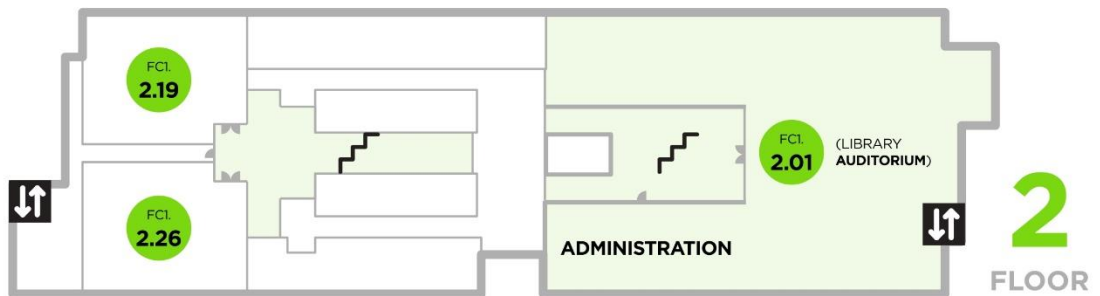 FC1.
2.19
FC1.
2.26
FC1.
2.01
(LIBRARY
AUDITORIUM)
ADMINISTRATION
2
FLOOR